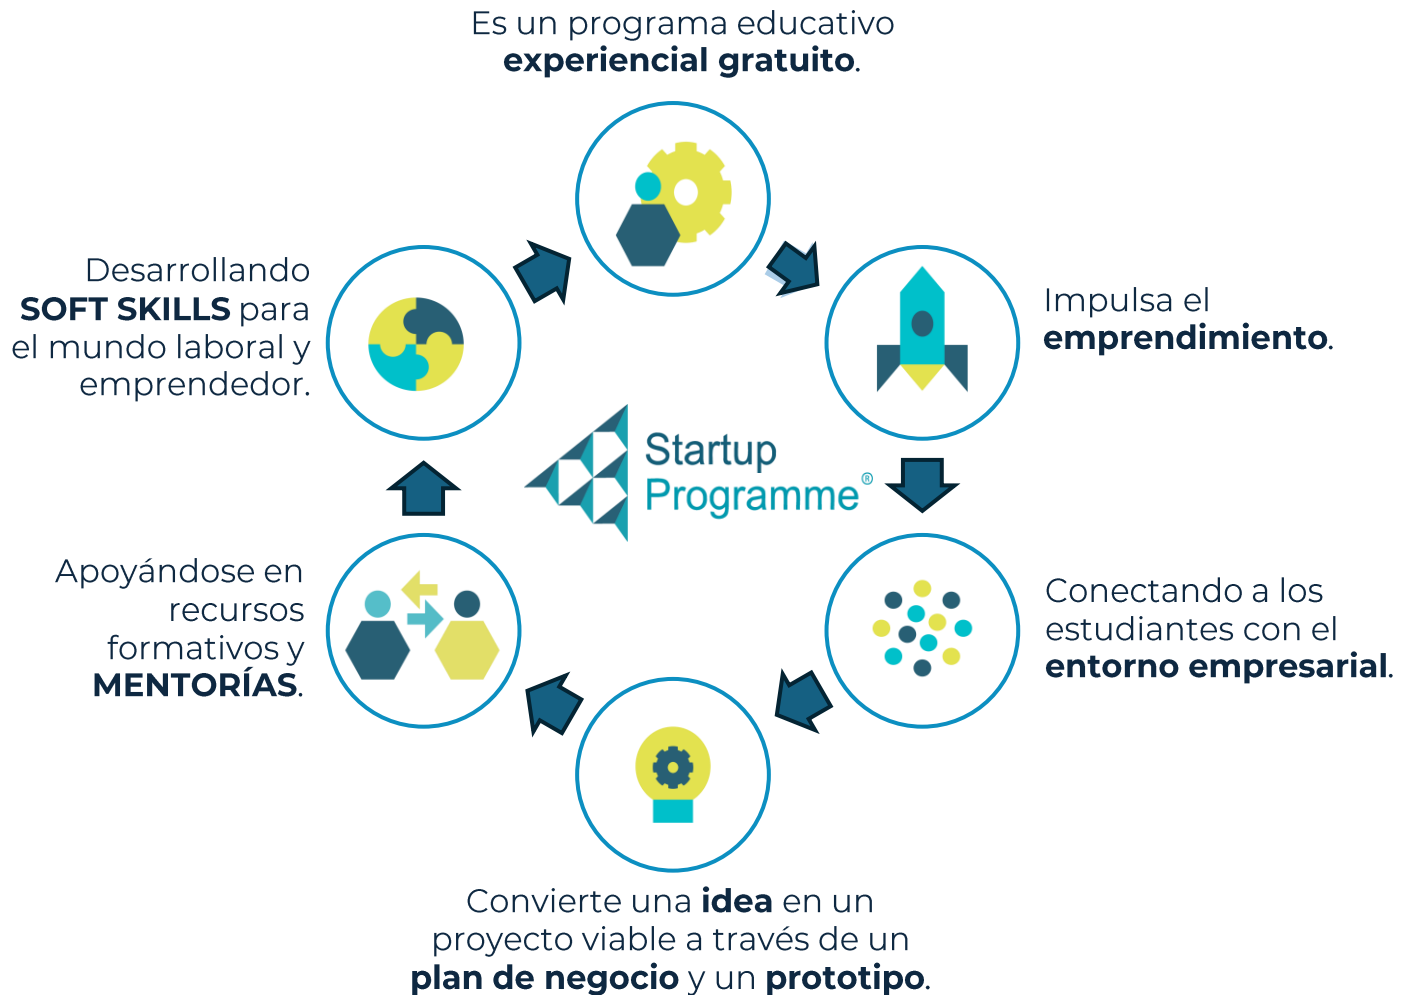 Es un programa educativo
experiencial gratuito.
Impulsa el
emprendimiento.
Conectando a los
estudiantes con el
entorno empresarial.
Convierte una idea en un
proyecto viable a través de un
plan de negocio y un prototipo.
Apoyándose en
recursos
formativos y
MENTORÍAS.
Desarrollando
SOFT SKILLS para
el mundo laboral y
emprendedor.
Startup
Programme®